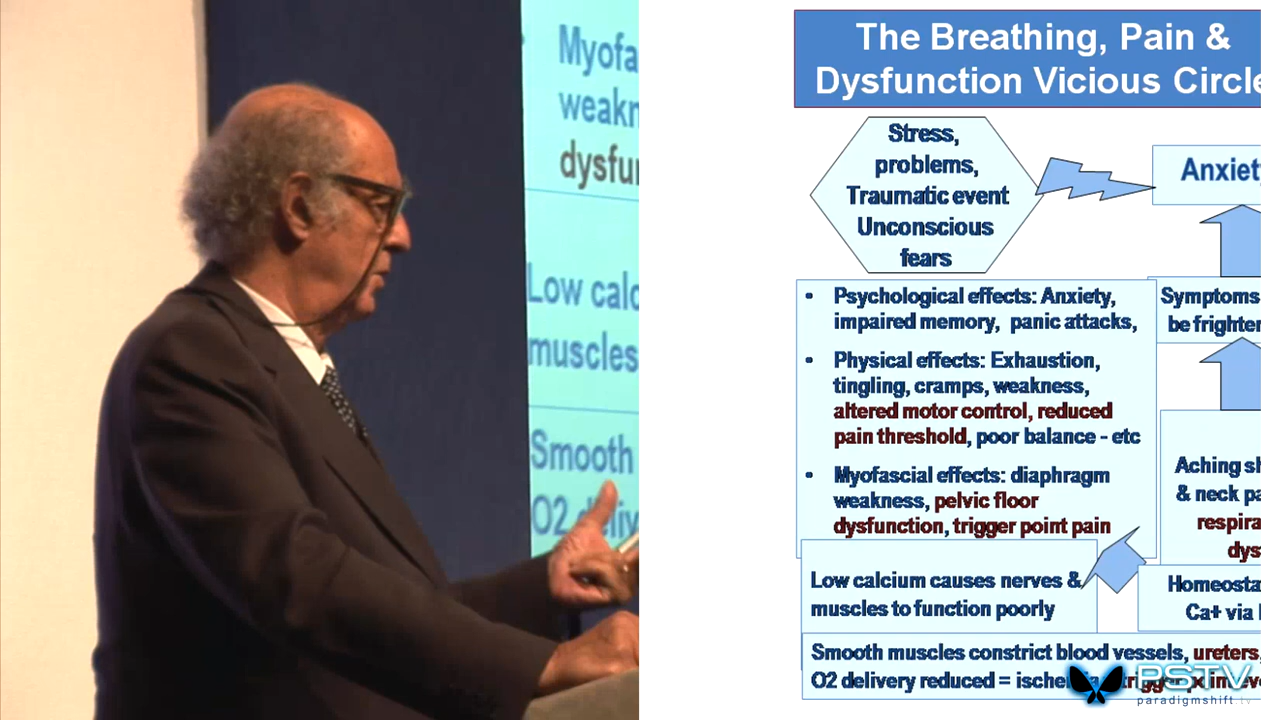 Myofa
weakn
dysfun
Low calc
muscles
Smooth
O2 deliv
The Breathing, Pain &
Dysfunction Vicious Circle
Stress,
problems,
Traumatic event
Unconscious
fears
Anxiety
• Psychological effects: Anxiety,
impaired memory, panic attacks,
• Physical effects: Exhaustion,
tingling, cramps, weakness,
altered motor control, reduced
pain threshold, poor balance - etc
• Myofascial effects: diaphragm
weakness, pelvic floor
dysfunction, trigger point pain
Symptoms
be frighten
Aching sh
& neck pa
respira
dys
Low calcium causes nerves &
muscles to function poorly
Homeosta
Ca+ via
Smooth muscles constrict blood vessels, ureters,
O2 delivery reduced = ischemia trigger point
PSTV
paradigmshift.tv